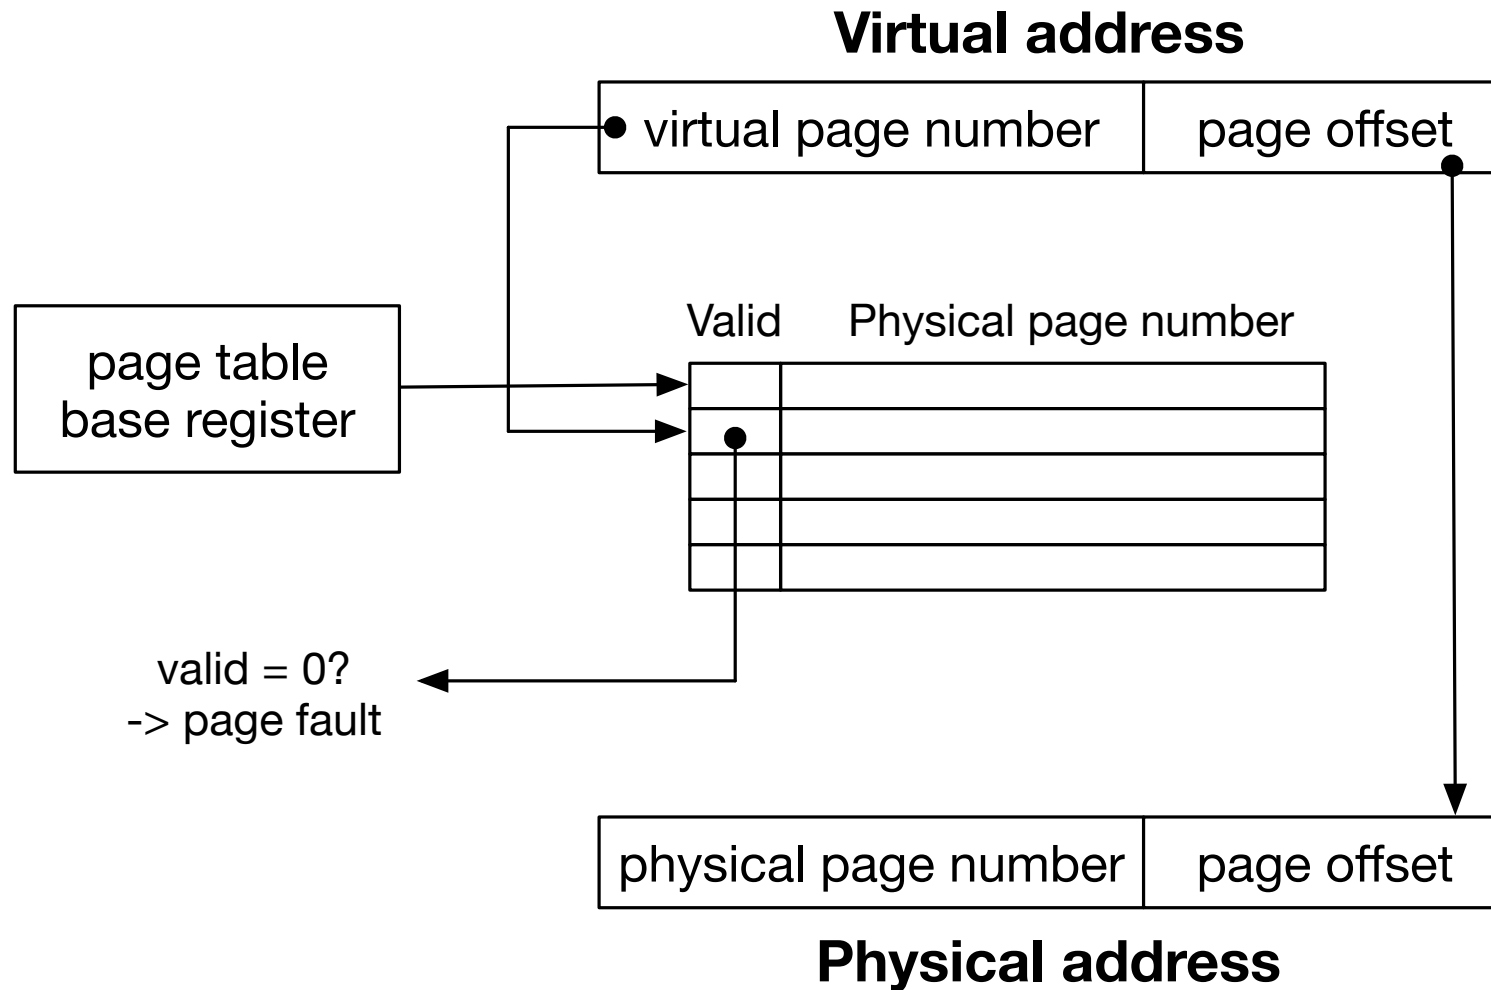 Virtual address
virtual page number page offset
Valid Physical page number
page table
base register
valid = 0?
-> page fault
physical page number page offset
Physical address